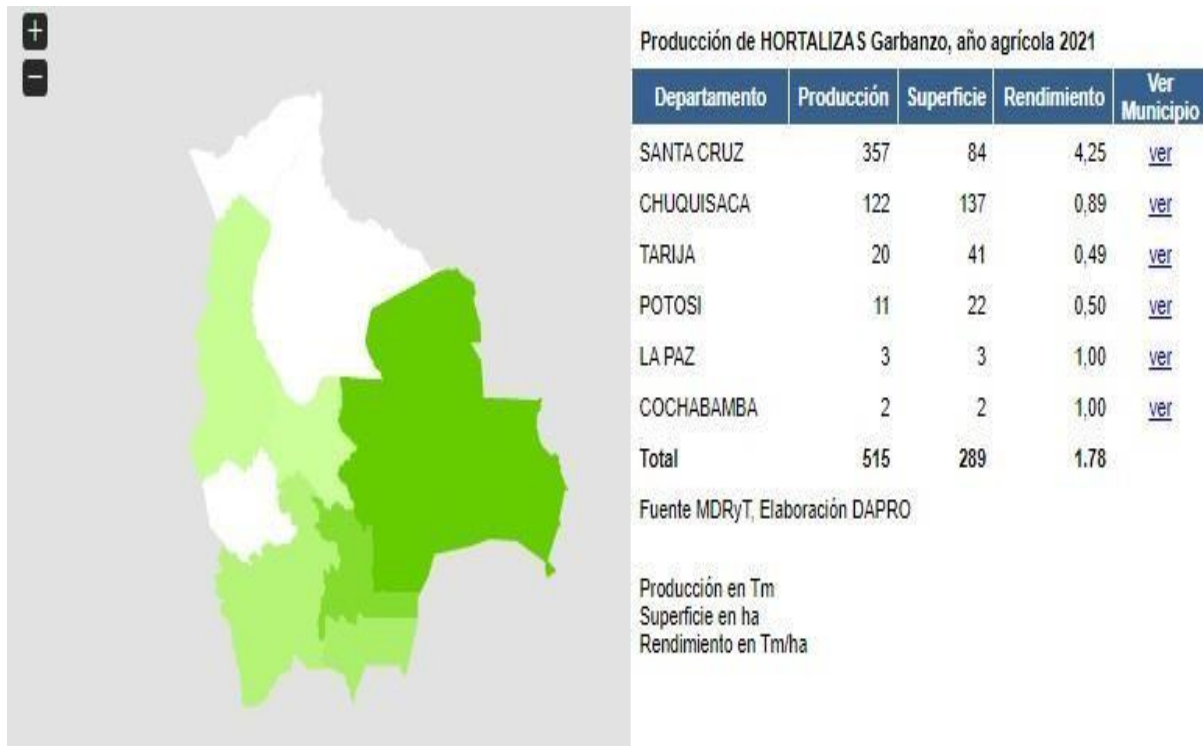 +
−
Producción de HORTALIZAS Garbanzo, año agrícola 2021
Departamento Producción Superficie Rendimiento Ver Municipio
SANTA CRUZ 357 84 4,25 ver
CHUQUISACA 122 137 0,89 ver
TARIJA 20 41 0,49 ver
POTOSI 11 22 0,50 ver
LA PAZ 3 3 1,00 ver
COCHABAMBA 2 2 1,00 ver
Total 515 289 1.78
Fuente MDRyT, Elaboración DAPRO
Producción en Tm
Superficie en ha
Rendimiento en Tm/ha